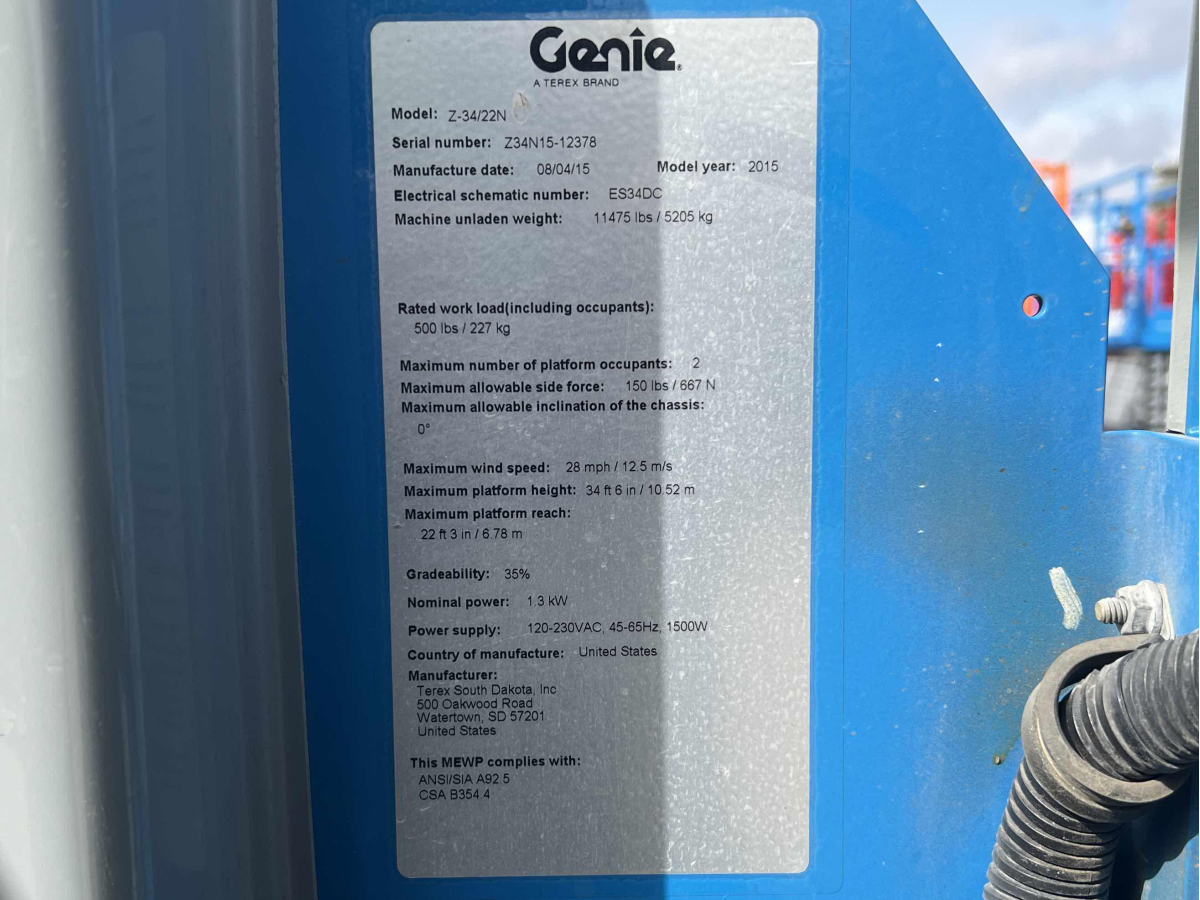 Genie
A TEREX BRAND
Model: Z-34/22N
Serial number: Z34N15-12378
Manufacture date: 08/04/15 Model year: 2015
Electrical schematic number: ES34DC
Machine unladen weight: 11475 lbs / 5205 kg
Rated work load(including occupants):
500 lbs / 227 kg
Maximum number of platform occupants: 2
Maximum allowable side force: 150 lbs / 667 N
Maximum allowable inclination of the chassis:
0°
Maximum wind speed: 28 mph / 12.5 m/s
Maximum platform height: 34 ft 6 in / 10.52 m
Maximum platform reach:
22 ft 3 in / 6.78 m
Gradeability: 35%
Nominal power: 1.3 kW
Power supply: 120-230VAC, 45-65Hz, 1500W
Country of manufacture: United States
Manufacturer:
Terex South Dakota, Inc
500 Oakwood Road
Watertown, SD 57201
United States
This MEWP complies with:
ANSI/SIA A92.5
CSA B354.4